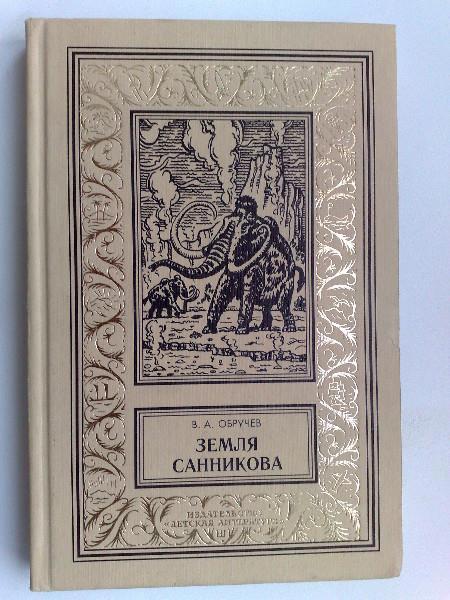 В. А. ОБРУЧЕВ
ЗЕМЛЯ
САННИКОВА
ИЗДАТЕЛЬСТВО
«ДЕТСКАЯ ЛИТЕРАТУРА»